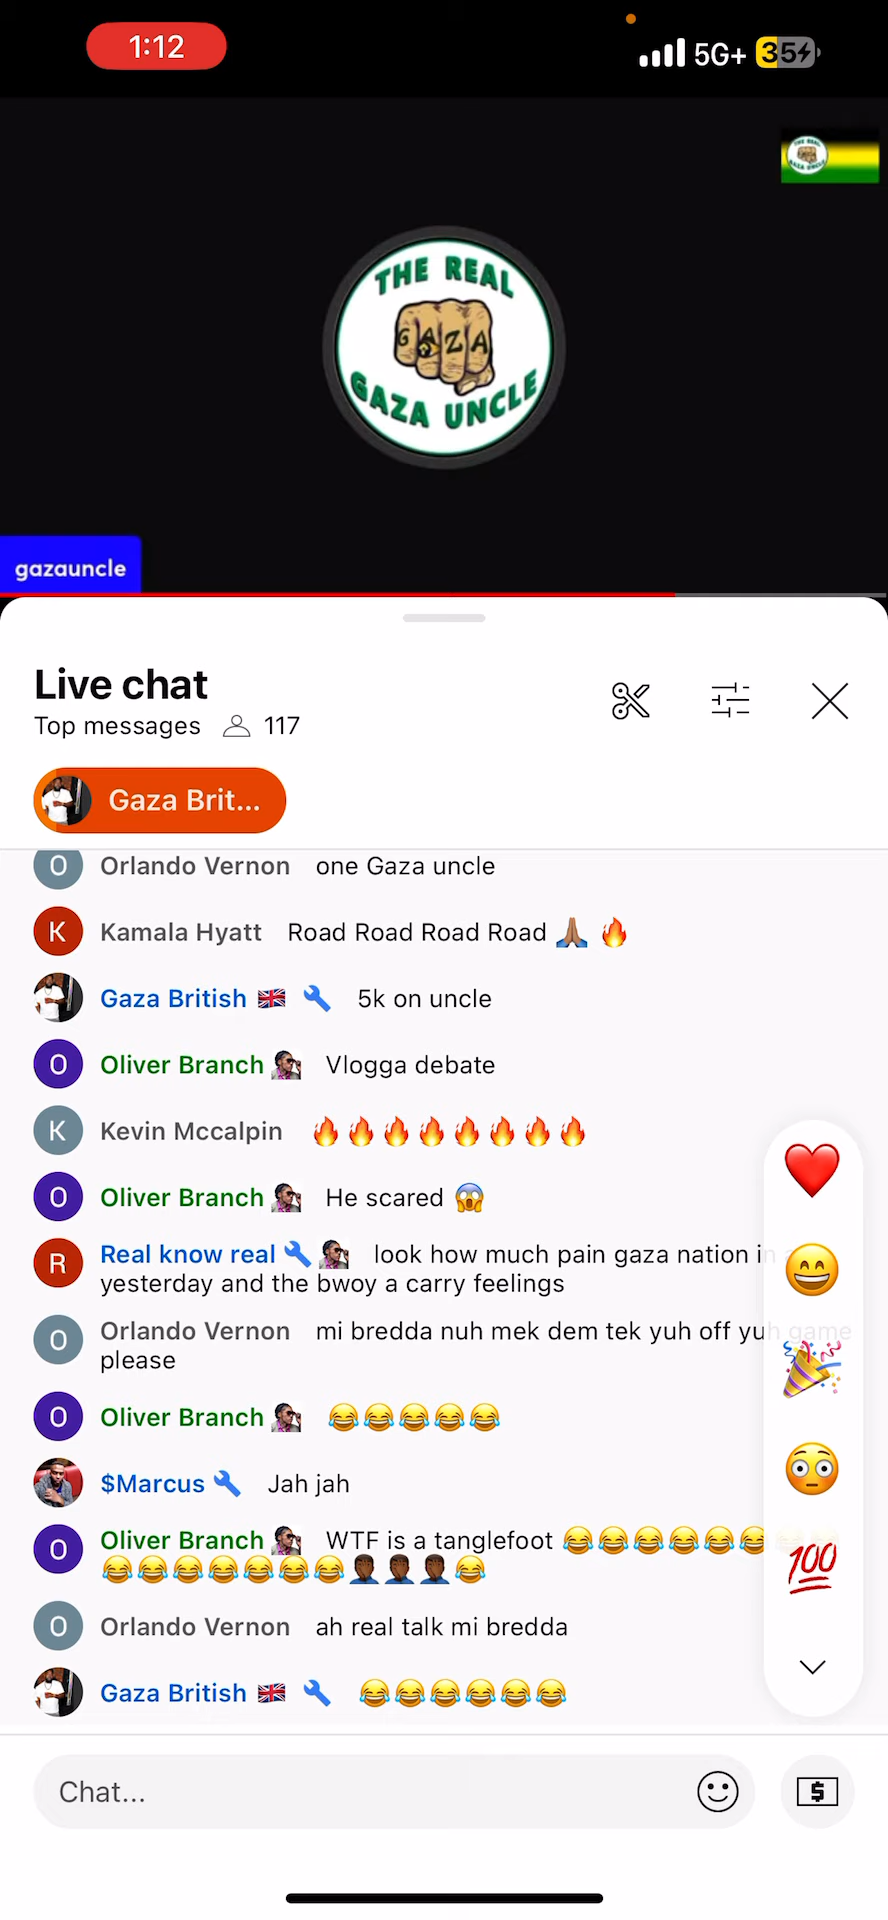 1:12
5G+ 35
THE REAL
GAZA
GAZA UNCLE
gazauncle
Live chat
Top messages 117
Gaza Brit...
O Orlando Vernon one Gaza uncle
K Kamala Hyatt Road Road Road Road 🙏🏽 🔥
Gaza British 🇬🇧 🔧 5k on uncle
O Oliver Branch Vlogga debate
K Kevin Mccalpin 🔥🔥🔥🔥🔥🔥🔥🔥
O Oliver Branch He scared 😱
R Real know real 🔧 look how much pain gaza nation in
yesterday and the bwoy a carry feelings
O Orlando Vernon mi bredda nuh mek dem tek yuh off yuh game
please
O Oliver Branch 😂😂😂😂😂
$Marcus 🔧 Jah jah
O Oliver Branch WTF is a tanglefoot 😂😂😂😂😂😂😂😂
😂😂😂😂😂😂😂🤦🏿‍♂️🤦🏿‍♂️🤦🏿‍♂️😂
O Orlando Vernon ah real talk mi bredda
Gaza British 🇬🇧 🔧 😂😂😂😂😂😂
💯
Chat...
$